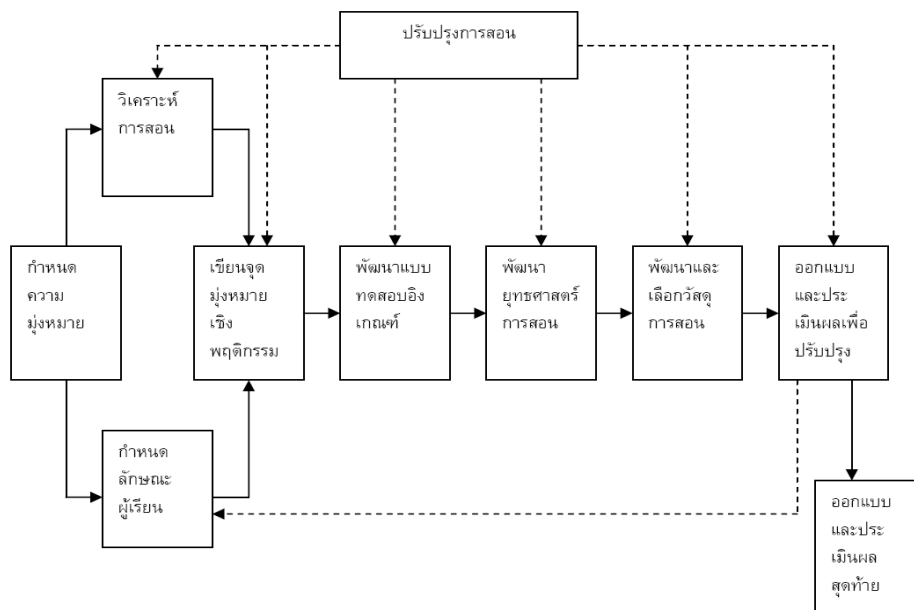 ปรับปรุงการสอน
วิเคราะห์
การสอน
กำหนด
ความ
มุ่งหมาย
เขียนจุด
มุ่งหมาย
เชิง
พฤติกรรม
พัฒนาแบบ
ทดสอบอิง
เกณฑ์
พัฒนา
ยุทธศาสตร์
การสอน
พัฒนาและ
เลือกวัสดุ
การสอน
ออกแบบ
และประ
เมินผลเพื่อ
ปรับปรุง
กำหนด
ลักษณะ
ผู้เรียน
ออกแบบ
และประ
เมินผล
สุดท้าย